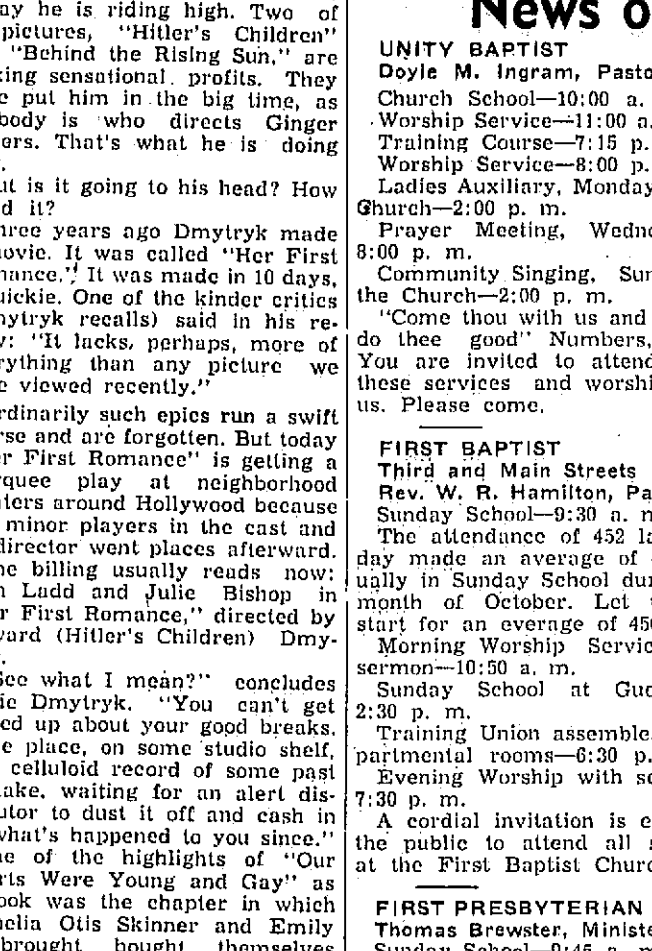 ay he is riding high. Two of
pictures, "Hitler's Children"
"Behind the Rising Sun," are
ing sensational profits. They
e put him in the big time, as
body is who directs Ginger
ers. That's what he is doing
.
ut is it going to his head? How
d it?
hree years ago Dmytryk made
movie. It was called "Her First
mance." It was made in 10 days,
uickie. One of the kinder critics
mytryk recalls) said in his re-
v: "It lacks, perhaps, more of
rything than any picture we
e viewed recently."
rdinarily such epics run a swift
rse and are forgotten. But today
r First Romance" is getting a
rquee play at neighborhood
aters around Hollywood because
minor players in the cast and
director went places afterward.
he billing usually reads now:
n Ladd and Julie Bishop in
r First Romance," directed by
ward (Hitler's Children) Dmy-
.
See what I mean?" concludes
ic Dmytryk. "You can't get
ed up about your good breaks.
e place, on some studio shelf,
celluloid record of some past
take, waiting for an alert dis-
utor to dust it off and cash in
what's happened to you since."
ne of the highlights of "Our
rts Were Young and Gay" as
ook was the chapter in which
nelia Otis Skinner and Emily
brought bought themselves
News o
UNITY BAPTIST
Doyle M. Ingram, Pasto
Church School—10:00 a.
Worship Service—11:00 a.
Training Course—7:15 p.
Worship Service—8:00 p.
Ladies Auxiliary, Monday
Church—2:00 p. m.
Prayer Meeting, Wedne
8:00 p. m.
Community Singing, Sun
the Church—2:00 p. m.
"Come thou with us and
do thee good" Numbers,
You are invited to attend
these services and worshi
us. Please come.
FIRST BAPTIST
Third and Main Streets
Rev. W. R. Hamilton, Pa
Sunday School—9:30 a. m
The attendance of 452 la
day made an average of
ually in Sunday School dur
month of October. Let
start for an everage of 450
Morning Worship Servic
sermon—10:50 a. m.
Sunday School at Gue
2:30 p. m.
Training Union assemble
partmental rooms—6:30 p.
Evening Worship with se
7:30 p. m.
A cordial invitation is e
the public to attend all s
at the First Baptist Churc
FIRST PRESBYTERIAN
Thomas Brewster, Ministe
Sunday School—9:45 a. m